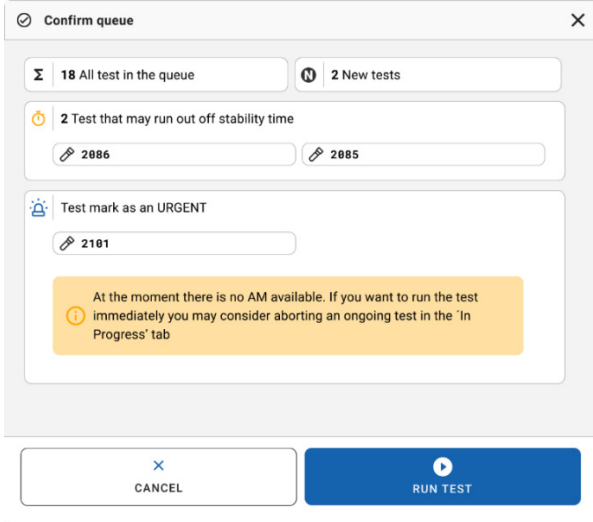 Confirm queue
Σ 18 All test in the queue
N 2 New tests
2 Test that may run out off stability time
2086
2085
Test mark as an URGENT
2101
At the moment there is no AM available. If you want to run the test
immediately you may consider aborting an ongoing test in the ´In
Progress' tab
CANCEL
RUN TEST